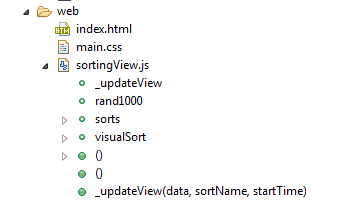 web
index.html
main.css
sortingView.js
_updateView
rand1000
sorts
visualSort
()
()
_updateView(data, sortName, startTime)